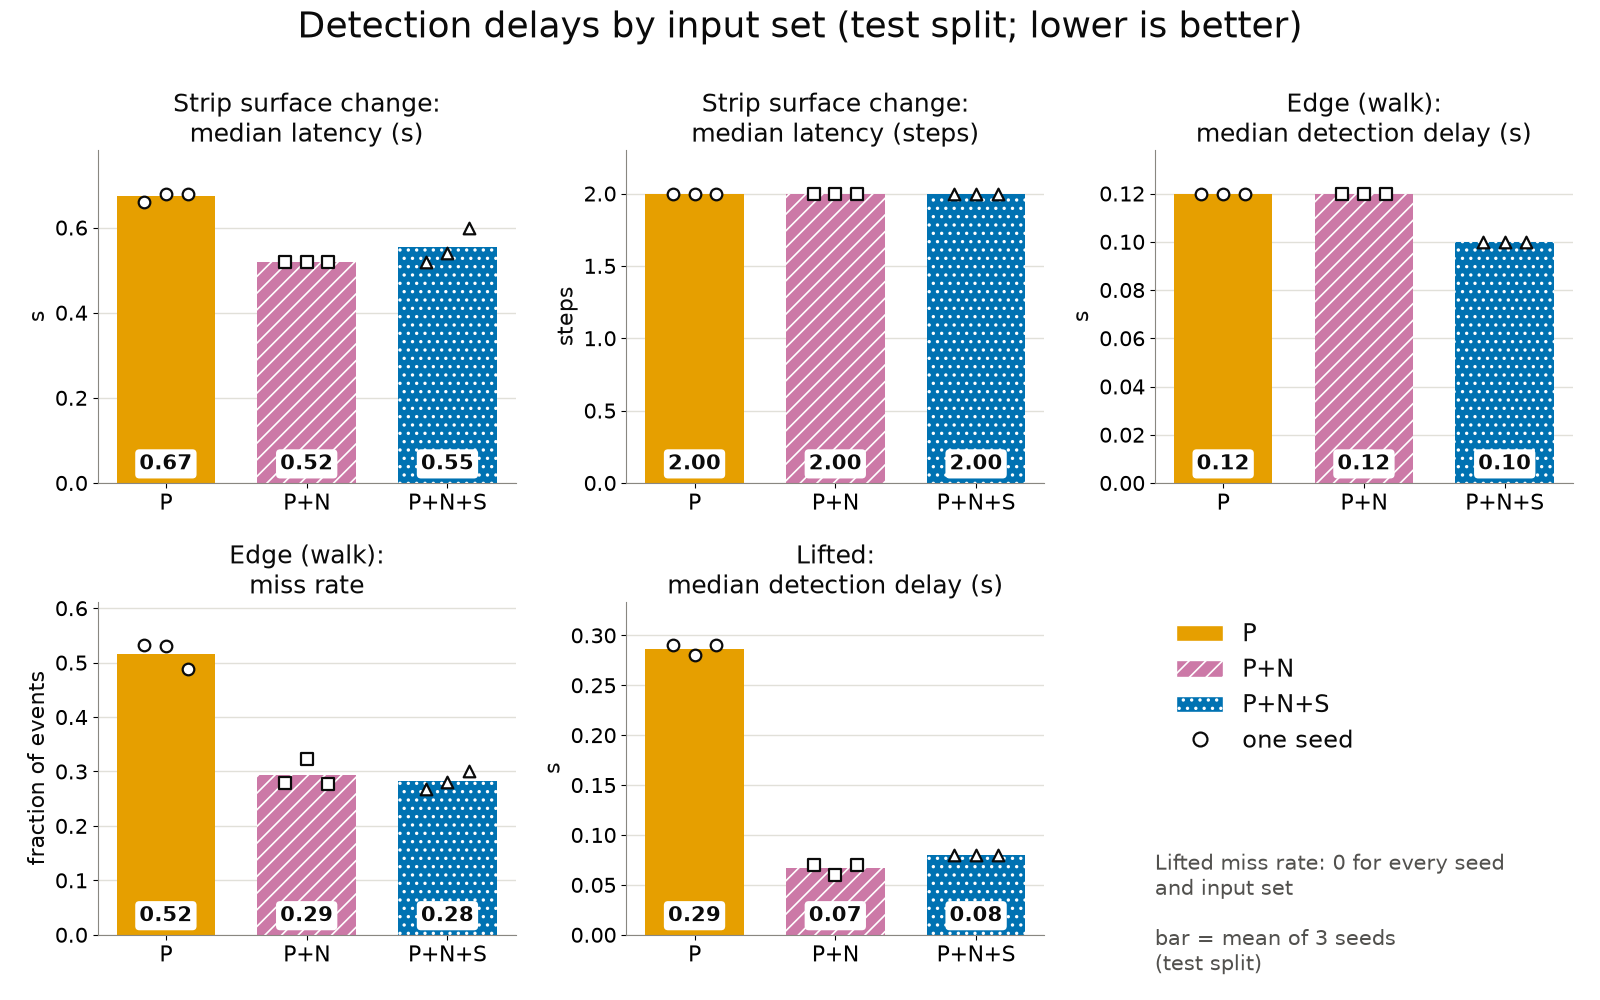 Detection delays by input set (test split; lower is better)
Strip surface change:
median latency (s)
s
0.6
0.4
0.2
0.0
0.67
0.52
0.55
P
P+N
P+N+S
Strip surface change:
median latency (steps)
steps
2.0
1.5
1.0
0.5
0.0
2.00
2.00
2.00
P
P+N
P+N+S
Edge (walk):
median detection delay (s)
s
0.12
0.10
0.08
0.06
0.04
0.02
0.00
0.12
0.12
0.10
P
P+N
P+N+S
Edge (walk):
miss rate
fraction of events
0.6
0.5
0.4
0.3
0.2
0.1
0.0
0.52
0.29
0.28
P
P+N
P+N+S
Lifted:
median detection delay (s)
s
0.30
0.25
0.20
0.15
0.10
0.05
0.00
0.29
0.07
0.08
P
P+N
P+N+S
P
P+N
P+N+S
one seed
Lifted miss rate: 0 for every seed
and input set
bar = mean of 3 seeds
(test split)